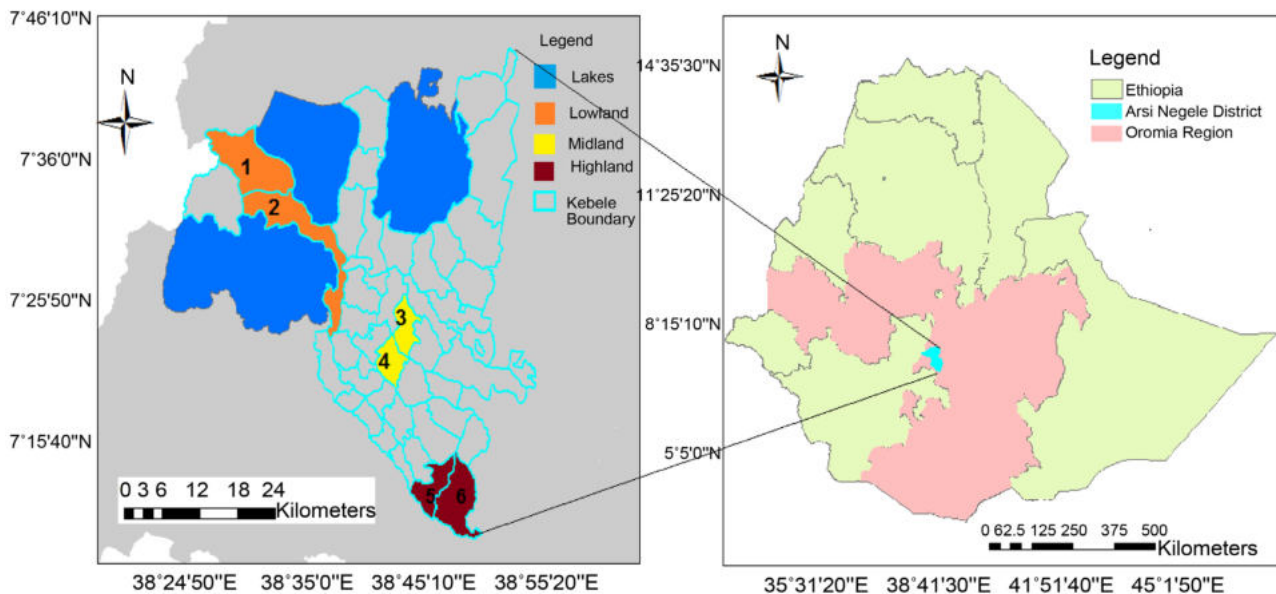 7°46'10"N
7°36'0"N
7°25'50"N
7°15'40"N
N
Legend
Lakes
Lowland
Midland
Highland
Kebele
Boundary
1
2
3
4
5
6
0 3 6 12 18 24
Kilometers
38°24'50"E 38°35'0"E 38°45'10"E 38°55'20"E
14°35'30"N
11°25'20"N
8°15'10"N
5°5'0"N
N
Legend
Ethiopia
Arsi Negele District
Oromia Region
0 62.5 125 250 375 500
Kilometers
35°31'20"E 38°41'30"E 41°51'40"E 45°1'50"E